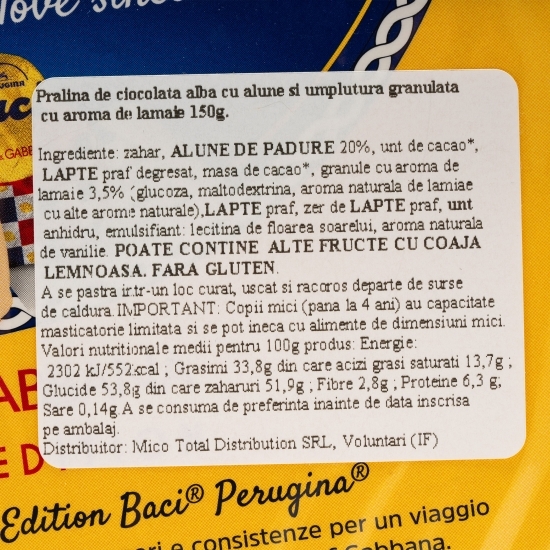 love since
Pralina de ciocolata alba cu alune si umplutura granulata
cu aroma de lamaie 150g.
Ingrediente: zahar, ALUNE DE PADURE 20%, unt de cacao*,
LAPTE praf degresat, masa de cacao*, granule cu aroma de
lamaie 3,5% (glucoza, maltodextrina, aroma naturala de lamiae
cu alte arome naturale),LAPTE praf, zer de LAPTE praf, unt
anhidru, emulsifiant: lecitina de floarea soarelui, aroma naturala
de vanilie. POATE CONTINE ALTE FRUCTE CU COAJA
LEMNOASA. FARA GLUTEN.
A se pastra intr-un loc curat, uscat si racoros departe de surse
de caldura.IMPORTANT: Copii mici (pana la 4 ani) au capacitate
masticatorie limitata si se pot ineca cu alimente de dimensiuni mici.
Valori nutritionale medii pentru 100g produs: Energie:
2302 kJ/552kcal ; Grasimi 33,8g din care acizi grasi saturati 13,7g ;
Glucide 53,8g din care zaharuri 51,9g ; Fibre 2,8g ; Proteine 6,3 g;
Sare 0,14g.A se consuma de preferinta inainte de data inscrisa
pe ambalaj.
Distribuitor: Mico Total Distribution SRL, Voluntari (IF)
Edition Baci® Perugina®
ri e consistenze per un viaggio
Gabbana.